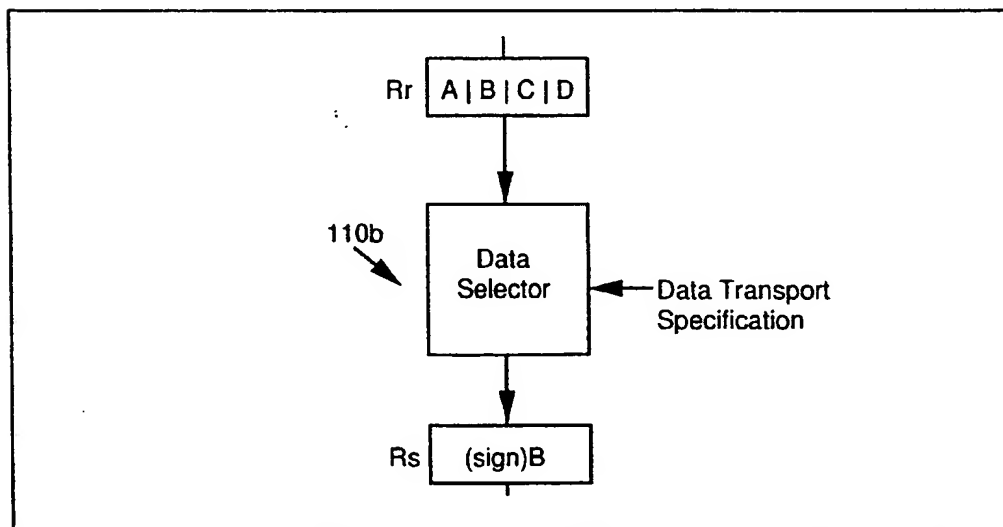 Rr A | B | C | D
110b
Data
Selector
Data Transport
Specification
Rs (sign)B